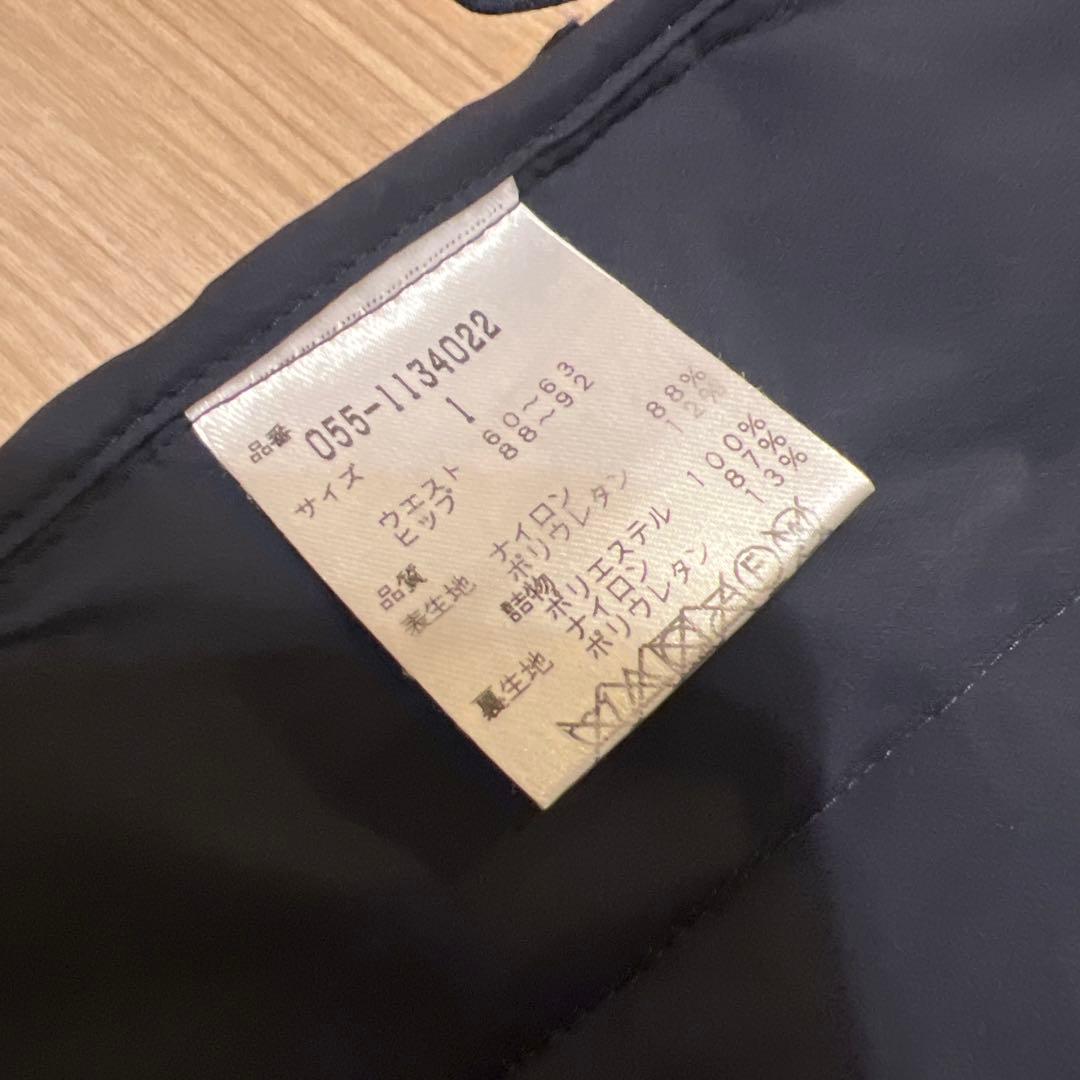 品番 055-1134022
サイズ 1
ウエスト 60～63
ヒップ 88～92
品質
表生地 ナイロン 88%
ポリウレタン 12%
詰物 ポリエステル 100%
裏生地 ナイロン 87%
ポリウレタン 13%
F